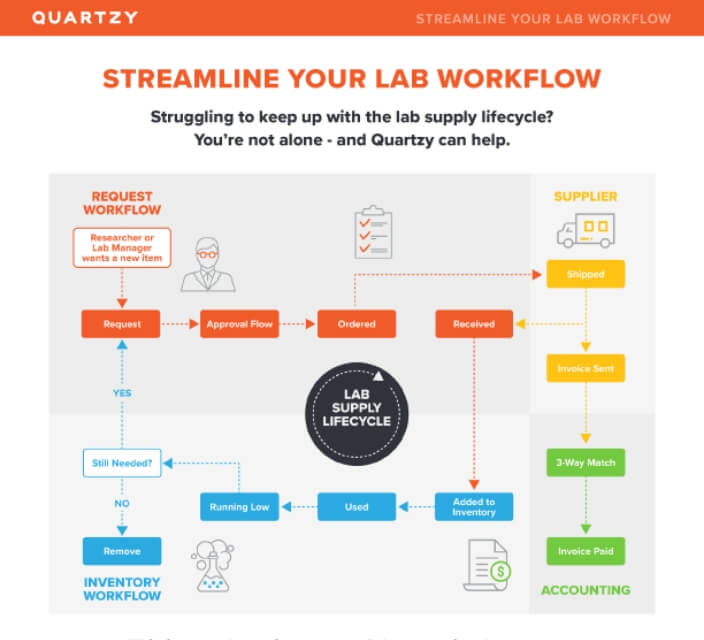 QUARTZY
STREAMLINE YOUR LAB WORKFLOW
STREAMLINE YOUR LAB WORKFLOW
Struggling to keep up with the lab supply lifecycle?
You're not alone - and Quartzy can help.
REQUEST
WORKFLOW
SUPPLIER
Researcher or
Lab Manager
wants a new item
Shipped
Request
Approval Flow
Ordered
Received
Invoice Sent
YES
LAB
SUPPLY
LIFECYCLE
Still Needed?
3-Way Match
NO
Running Low
Used
Added to
Inventory
Remove
$
Invoice Paid
INVENTORY
WORKFLOW
ACCOUNTING